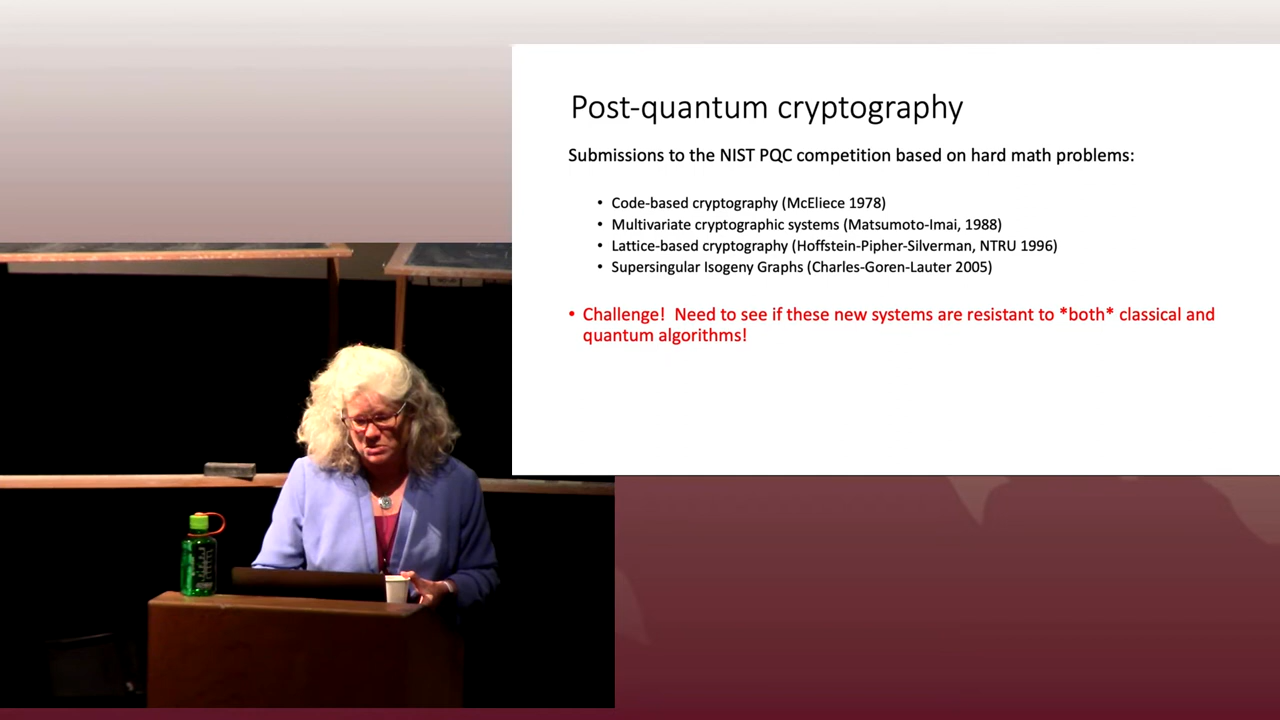 Post-quantum cryptography
Submissions to the NIST PQC competition based on hard math problems:
• Code-based cryptography (McEliece 1978)
• Multivariate cryptographic systems (Matsumoto-Imai, 1988)
• Lattice-based cryptography (Hoffstein-Pipher-Silverman, NTRU 1996)
• Supersingular Isogeny Graphs (Charles-Goren-Lauter 2005)
• Challenge! Need to see if these new systems are resistant to *both* classical and
quantum algorithms!